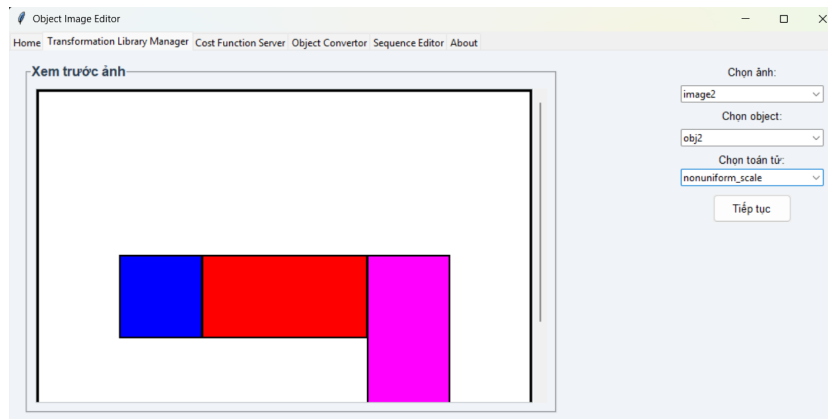 Object Image Editor
Home Transformation Library Manager Cost Function Server Object Convertor Sequence Editor About
Xem trước ảnh
Chọn ảnh:
image2
Chọn object:
obj2
Chọn toán tử:
nonuniform_scale
Tiếp tục